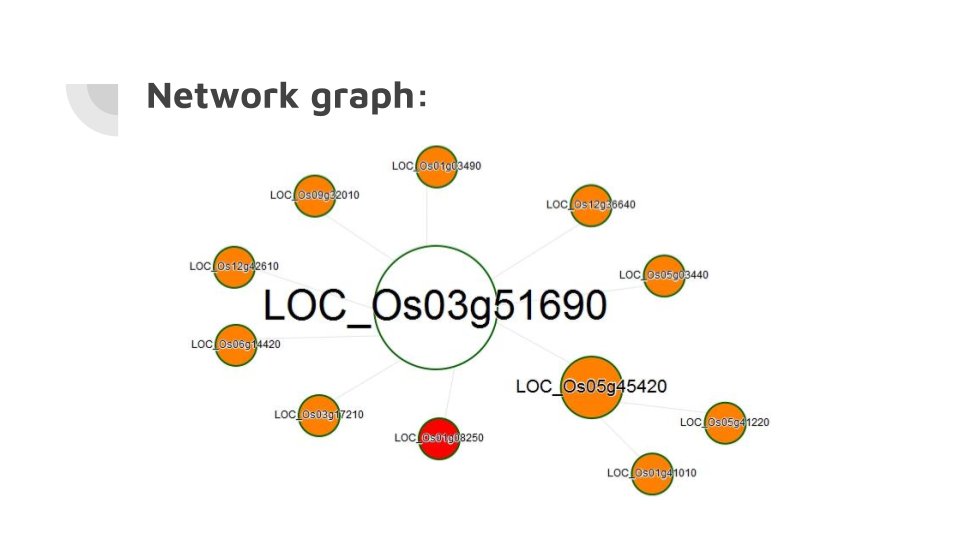 Network graph:
LOC_Os01g03490
LOC_Os09g32010
LOC_Os12g36640
LOC_Os12g42610
LOC_Os05g03440
LOC_Os03g51690
LOC_Os06g14420
LOC_Os05g45420
LOC_Os03g17210
LOC_Os05g41220
LOC_Os01g08250
LOC_Os01g41010